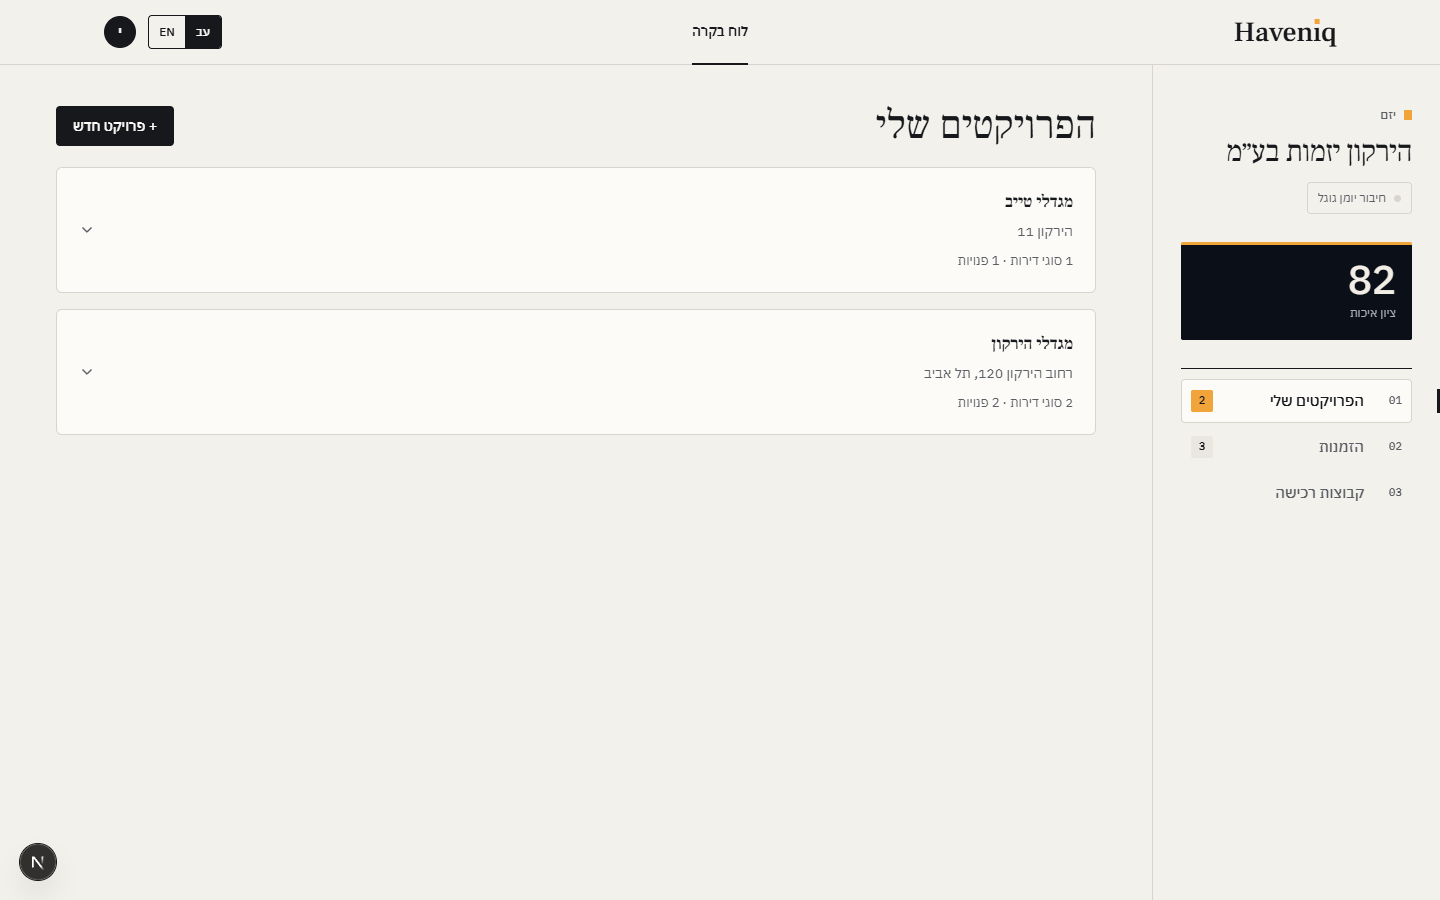 Haveniq
לוח בקרה
עב
EN
י
יזם
הירקון יזמות בע״מ
חיבור יומן גוגל
82
ציון איכות
01 הפרויקטים שלי 2
02 הזמנות 3
03 קבוצות רכישה
הפרויקטים שלי
+ פרויקט חדש
מגדלי טייב
הירקון 11
1 סוגי דירות · 1 פנויות
מגדלי הירקון
רחוב הירקון 120, תל אביב
2 סוגי דירות · 2 פנויות
N